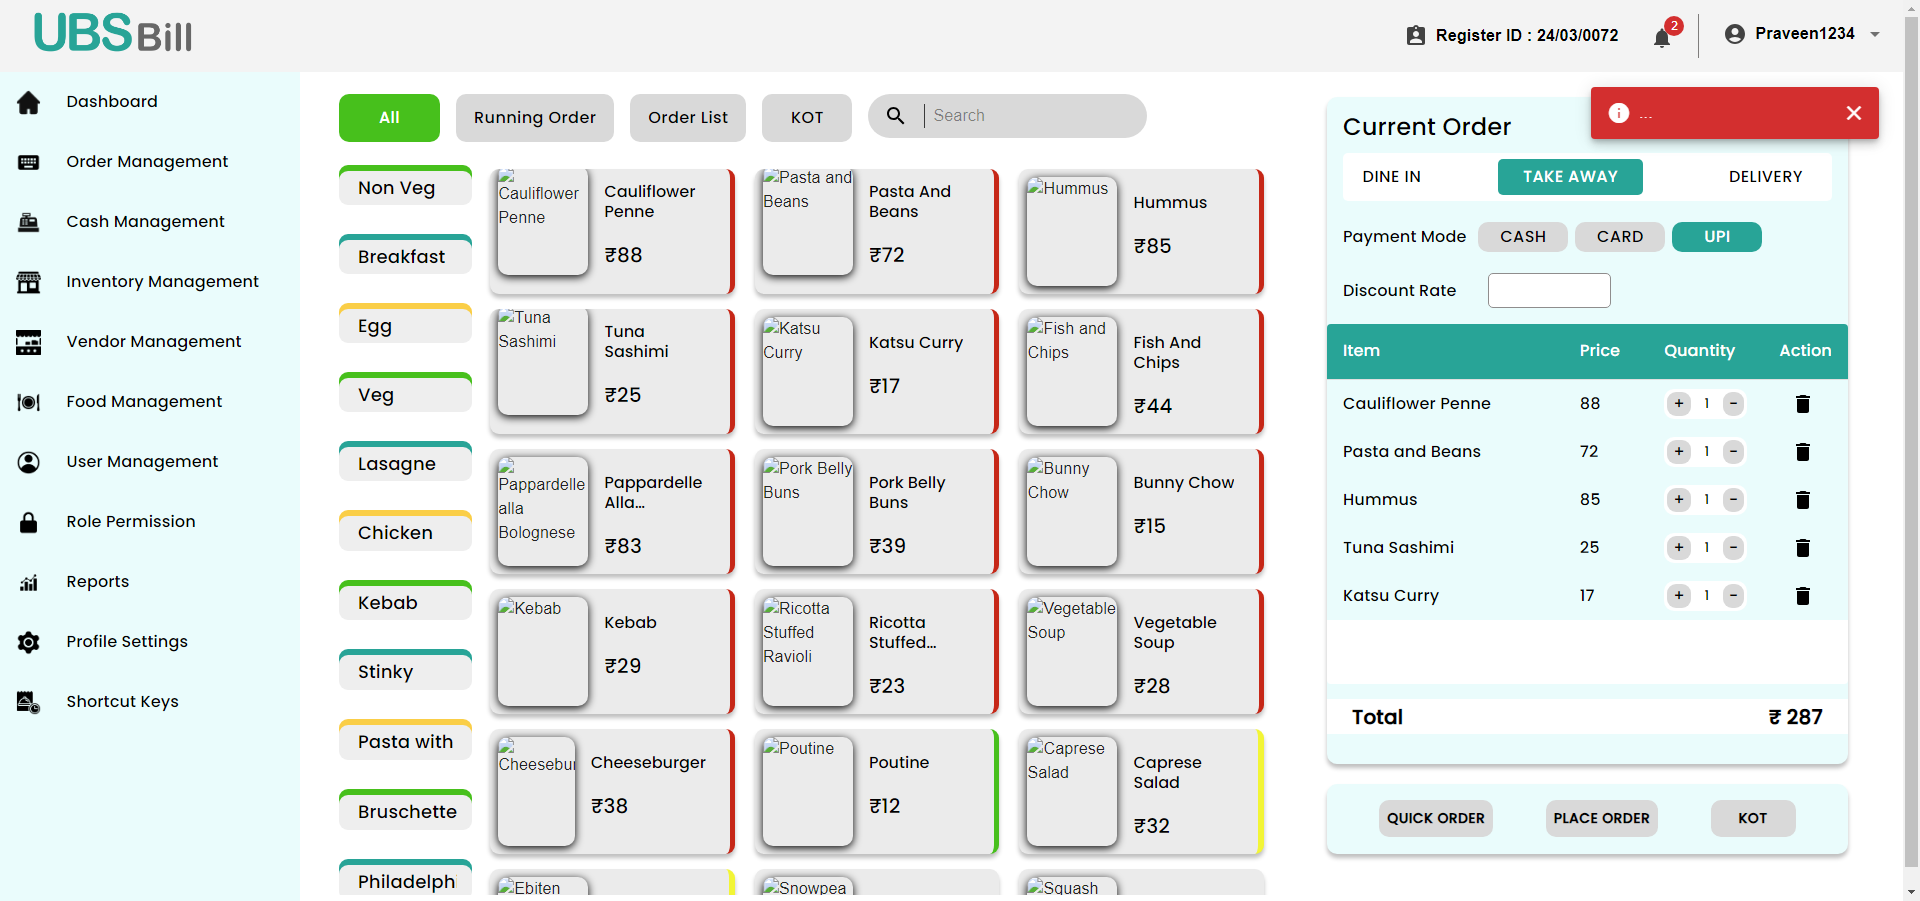 UBS Bill
Register ID : 24/03/0072
2
Praveen1234
Dashboard
Order Management
Cash Management
Inventory Management
Vendor Management
Food Management
User Management
Role Permission
Reports
Profile Settings
Shortcut Keys
All
Running Order
Order List
KOT
Search
Non Veg
Breakfast
Egg
Veg
Lasagne
Chicken
Kebab
Stinky
Pasta with
Bruschette
Philadelphi
Cauliflower
Penne
Cauliflower
Penne
₹88
Pasta and
Beans
Pasta And
Beans
₹72
Hummus
Hummus
₹85
Tuna
Sashimi
Tuna
Sashimi
₹25
Katsu
Curry
Katsu Curry
₹17
Fish and
Chips
Fish And
Chips
₹44
Pappardelle
alla
Bolognese
Pappardelle
Alla...
₹83
Pork Belly
Buns
Pork Belly
Buns
₹39
Bunny
Chow
Bunny Chow
₹15
Kebab
Kebab
₹29
Ricotta
Stuffed
Ravioli
Ricotta
Stuffed...
₹23
Vegetable
Soup
Vegetable
Soup
₹28
Cheesebu
Cheeseburger
₹38
Poutine
Poutine
₹12
Caprese
Salad
Caprese
Salad
₹32
Ebiten
Snowpea
Squash
...
Current Order
DINE IN
TAKE AWAY
DELIVERY
Payment Mode
CASH
CARD
UPI
Discount Rate
Item Price Quantity Action
Cauliflower Penne 88 + 1 -
Pasta and Beans 72 + 1 -
Hummus 85 + 1 -
Tuna Sashimi 25 + 1 -
Katsu Curry 17 + 1 -
Total ₹ 287
QUICK ORDER
PLACE ORDER
KOT